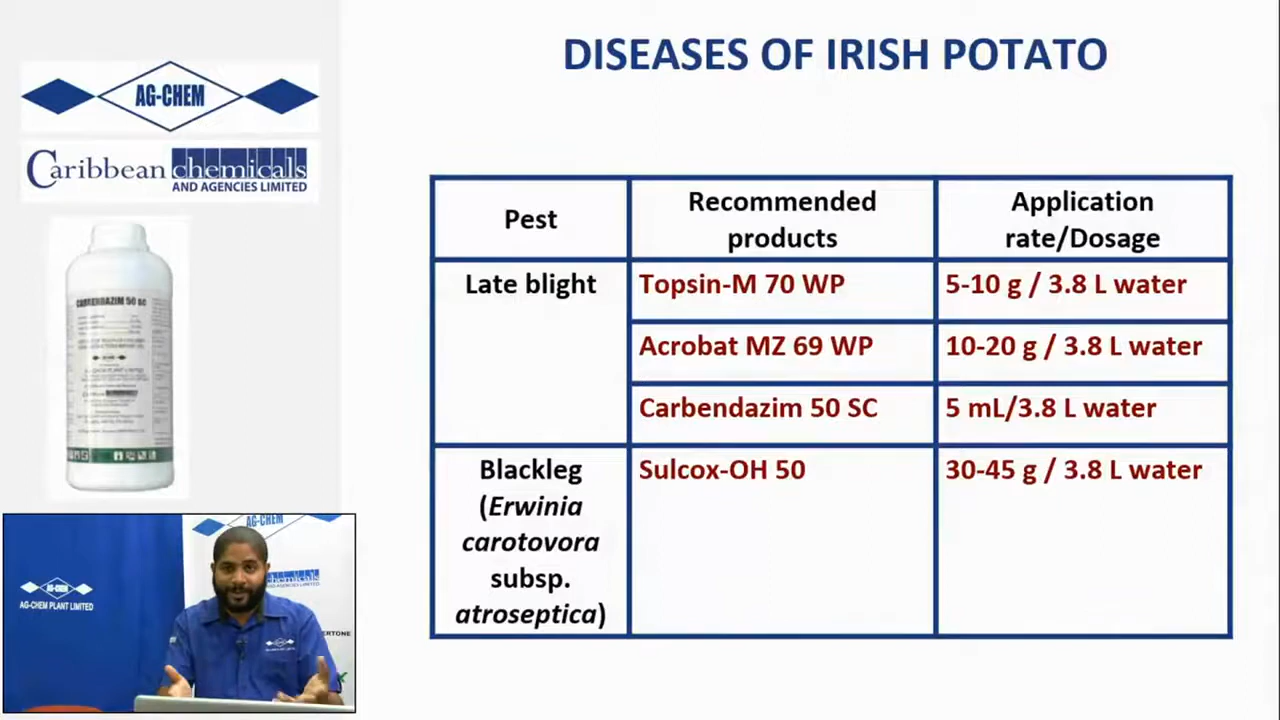 DISEASES OF IRISH POTATO
AG-CHEM
Caribbean chemicals
AND AGENCIES LIMITED
CARBENDAZIM 50 SC
Pest
Recommended
products
Application
rate/Dosage
Late blight
Topsin-M 70 WP
5-10 g / 3.8 L water
Acrobat MZ 69 WP
10-20 g / 3.8 L water
Carbendazim 50 SC
5 mL/3.8 L water
Blackleg
(Erwinia
carotovora
subsp.
atroseptica)
Sulcox-OH 50
30-45 g / 3.8 L water
AG-CHEM
AG-CHEM PLANT LIMITED
AG-CHEM
chemicals